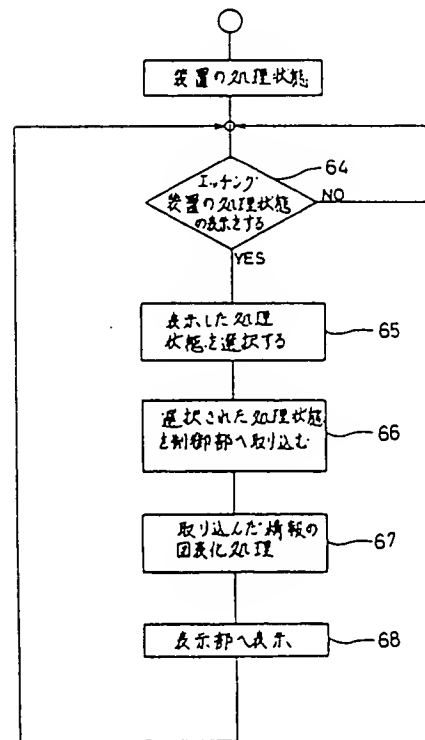 装置の処理状態
64
エッチング
装置の処理状態
の表示をする
NO
YES
表示した処理
状態を選択する
65
選択された処理状態
を制御部へ取り込む
66
取り込んだ情報の
図表化処理
67
表示部へ表示
68